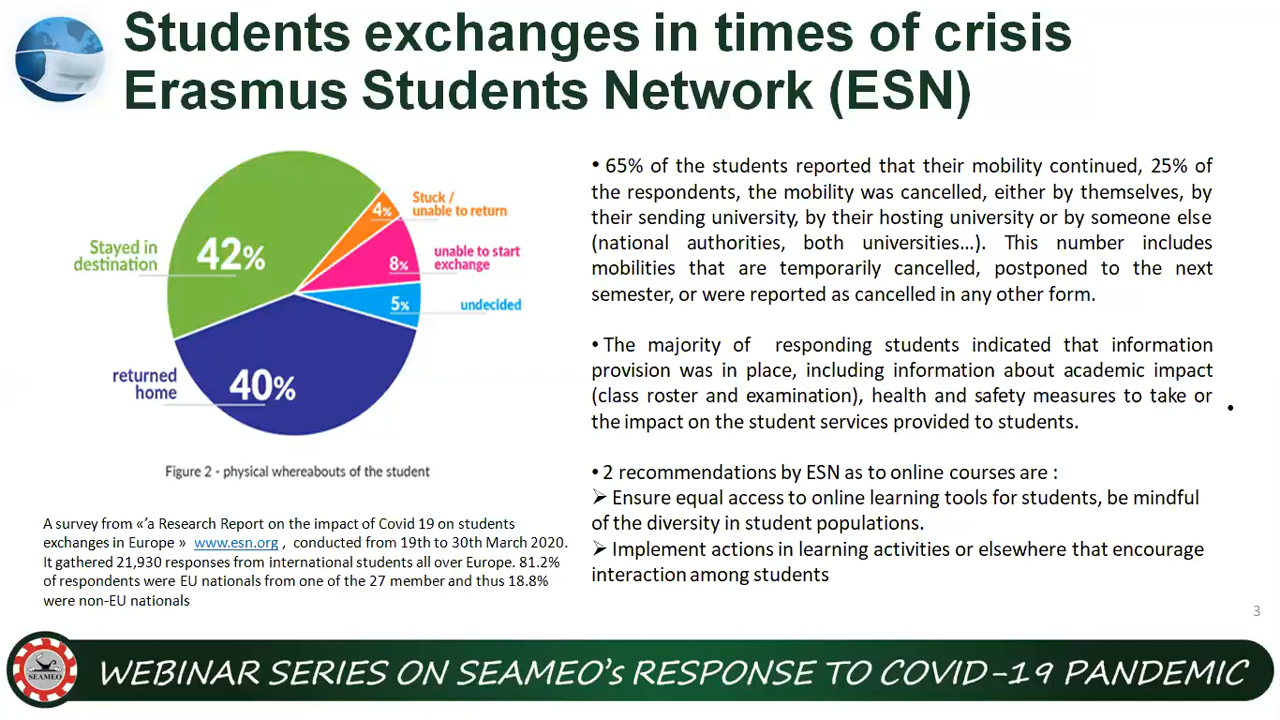 Students exchanges in times of crisis
Erasmus Students Network (ESN)
Stayed in
destination
42%
4%
Stuck /
unable to return
8%
unable to start
exchange
5%
undecided
returned
home
40%
Figure 2 - physical whereabouts of the student
A survey from «'a Research Report on the impact of Covid 19 on students
exchanges in Europe » www.esn.org , conducted from 19th to 30th March 2020.
It gathered 21,930 responses from international students all over Europe. 81.2%
of respondents were EU nationals from one of the 27 member and thus 18.8%
were non-EU nationals
• 65% of the students reported that their mobility continued, 25% of
the respondents, the mobility was cancelled, either by themselves, by
their sending university, by their hosting university or by someone else
(national authorities, both universities...). This number includes
mobilities that are temporarily cancelled, postponed to the next
semester, or were reported as cancelled in any other form.
• The majority of responding students indicated that information
provision was in place, including information about academic impact
(class roster and examination), health and safety measures to take or
the impact on the student services provided to students.
•
• 2 recommendations by ESN as to online courses are :
➢ Ensure equal access to online learning tools for students, be mindful
of the diversity in student populations.
➢ Implement actions in learning activities or elsewhere that encourage
interaction among students
3
SEAMEO
WEBINAR SERIES ON SEAMEO's RESPONSE TO COVID-19 PANDEMIC